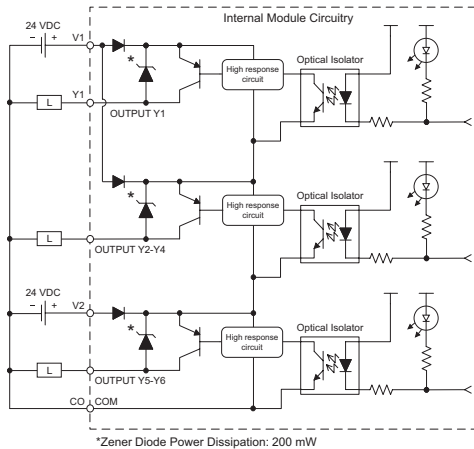 Internal Module Circuitry
24 VDC
− +
V1
Optical Isolator
*
High response
circuit
Y1
L
OUTPUT Y1
Optical Isolator
*
High response
circuit
L
OUTPUT Y2-Y4
24 VDC
− +
V2
Optical Isolator
*
High response
circuit
L
OUTPUT Y5-Y6
CO
COM
*Zener Diode Power Dissipation: 200 mW